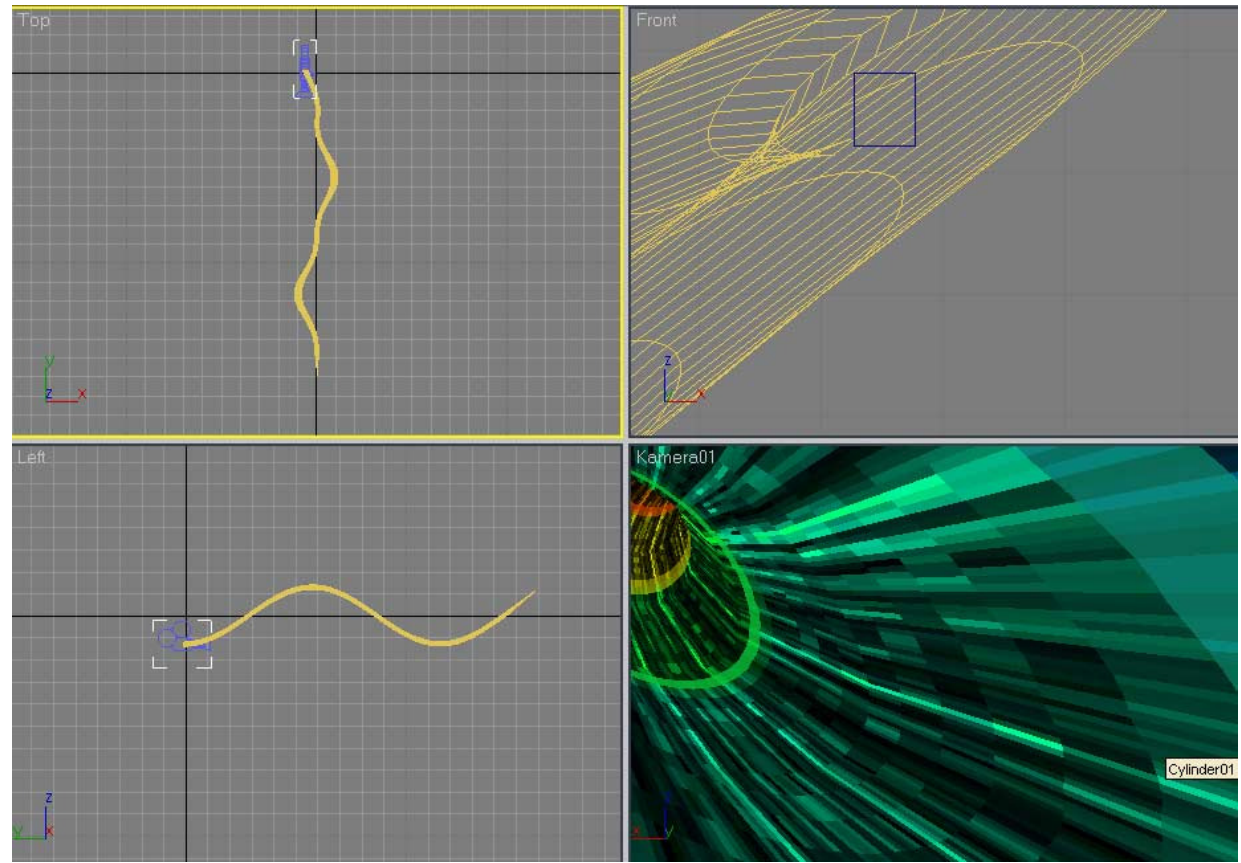 Top
Front
y
z x
z
x
Left
Kamera01
Cylinder01
z
y x
z
x y